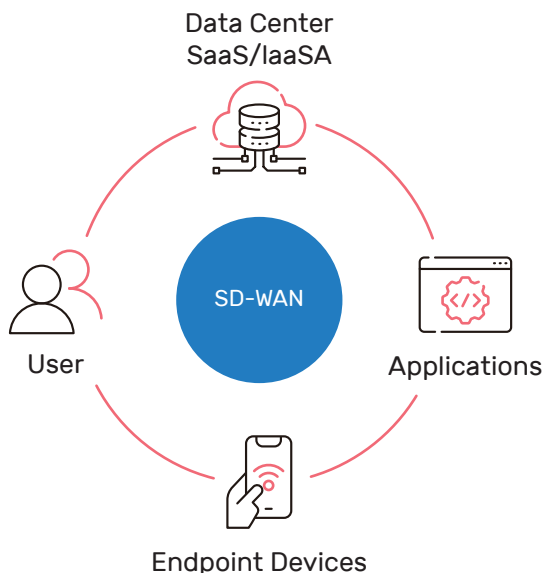 Data Center
SaaS/IaaSA
SD-WAN
User
Applications
</>
Endpoint Devices